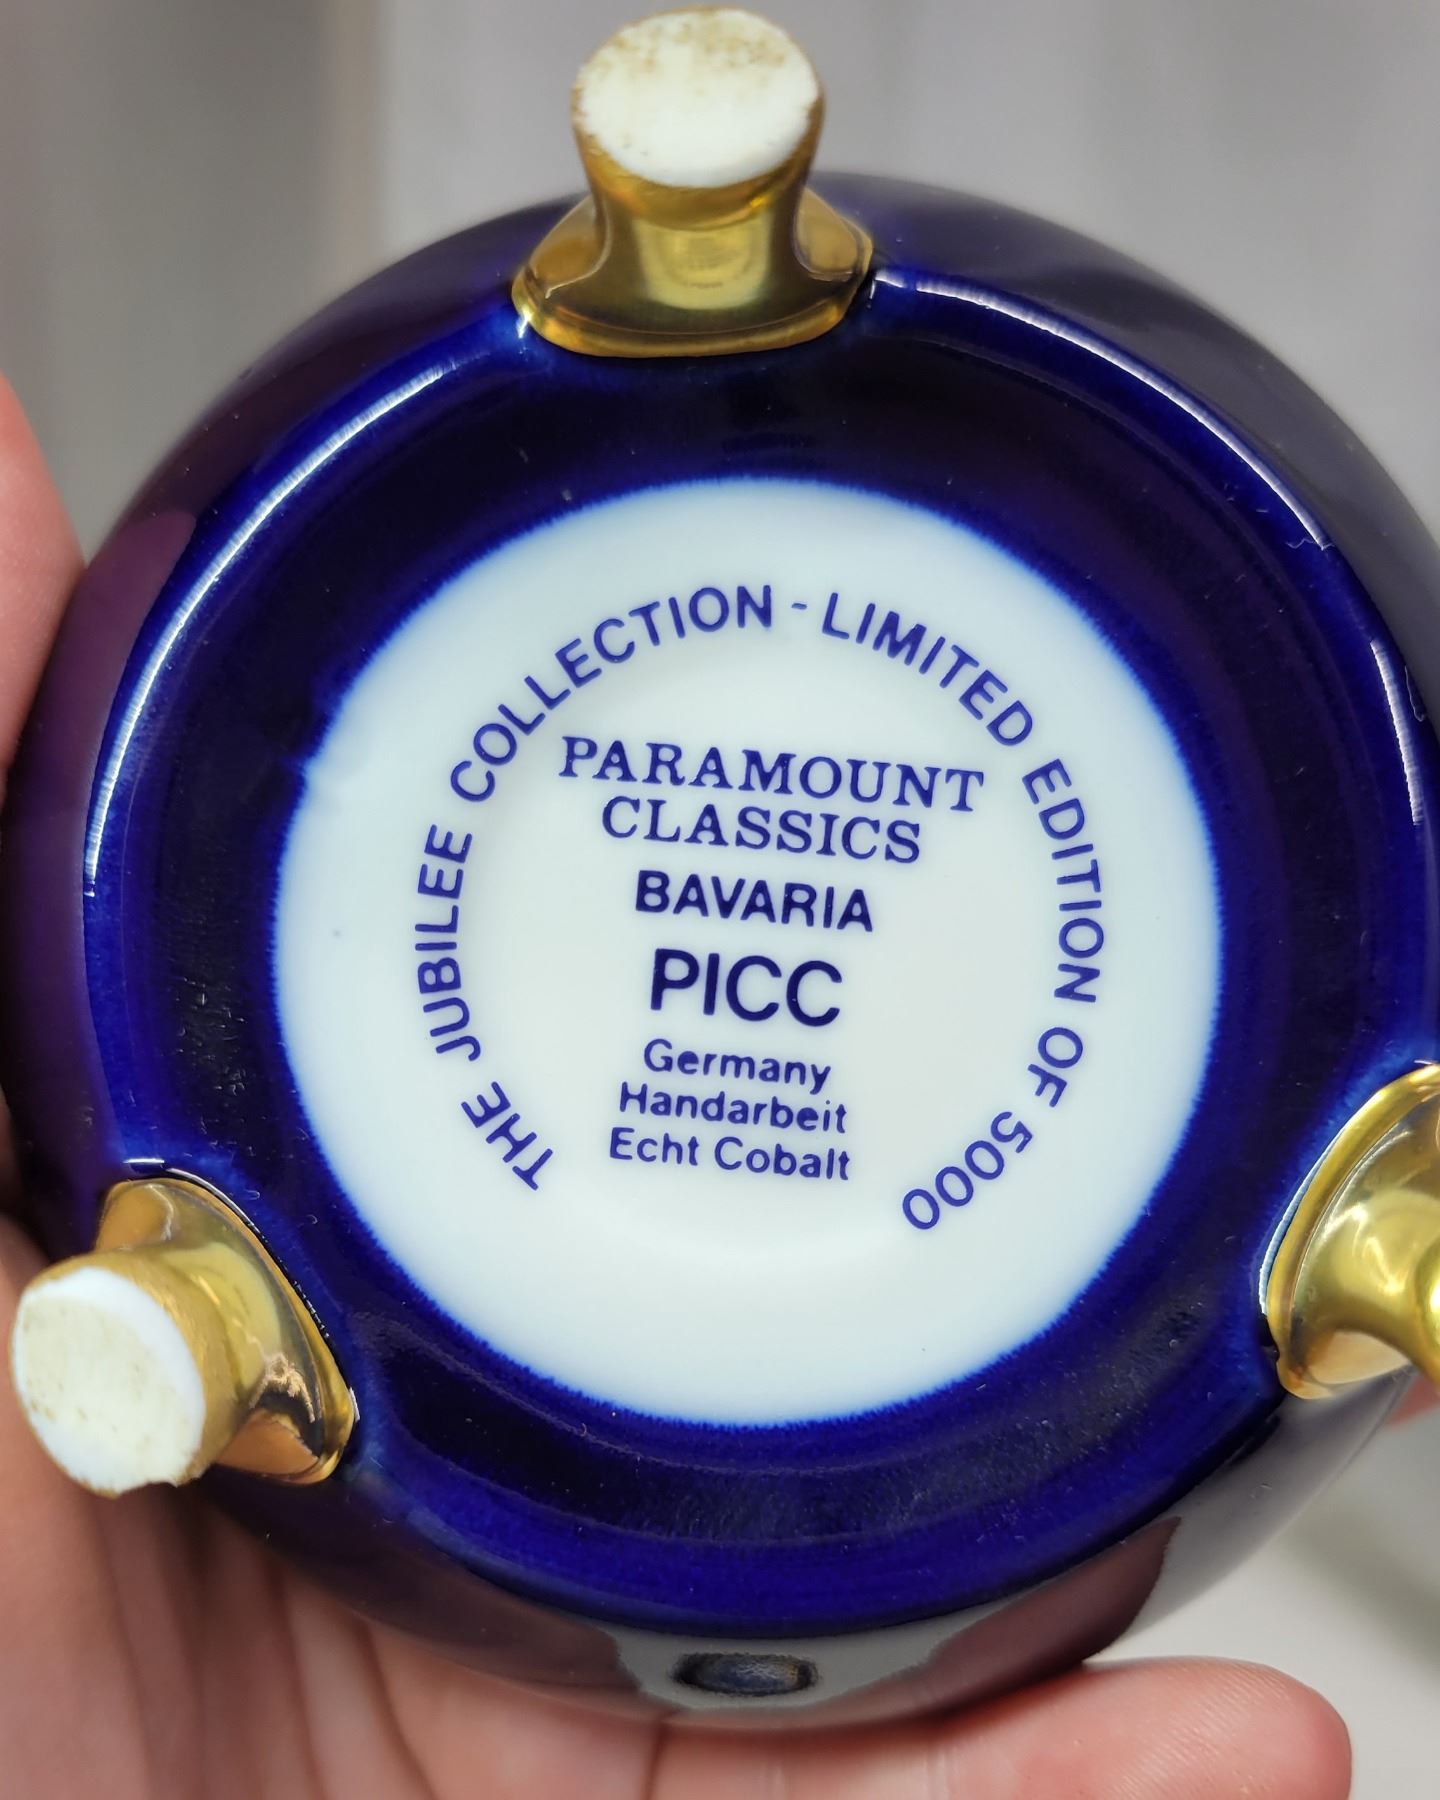 THE JUBILEE COLLECTION - LIMITED EDITION OF 5000
PARAMOUNT
CLASSICS
BAVARIA
PICC
Germany
Handarbeit
Echt Cobalt